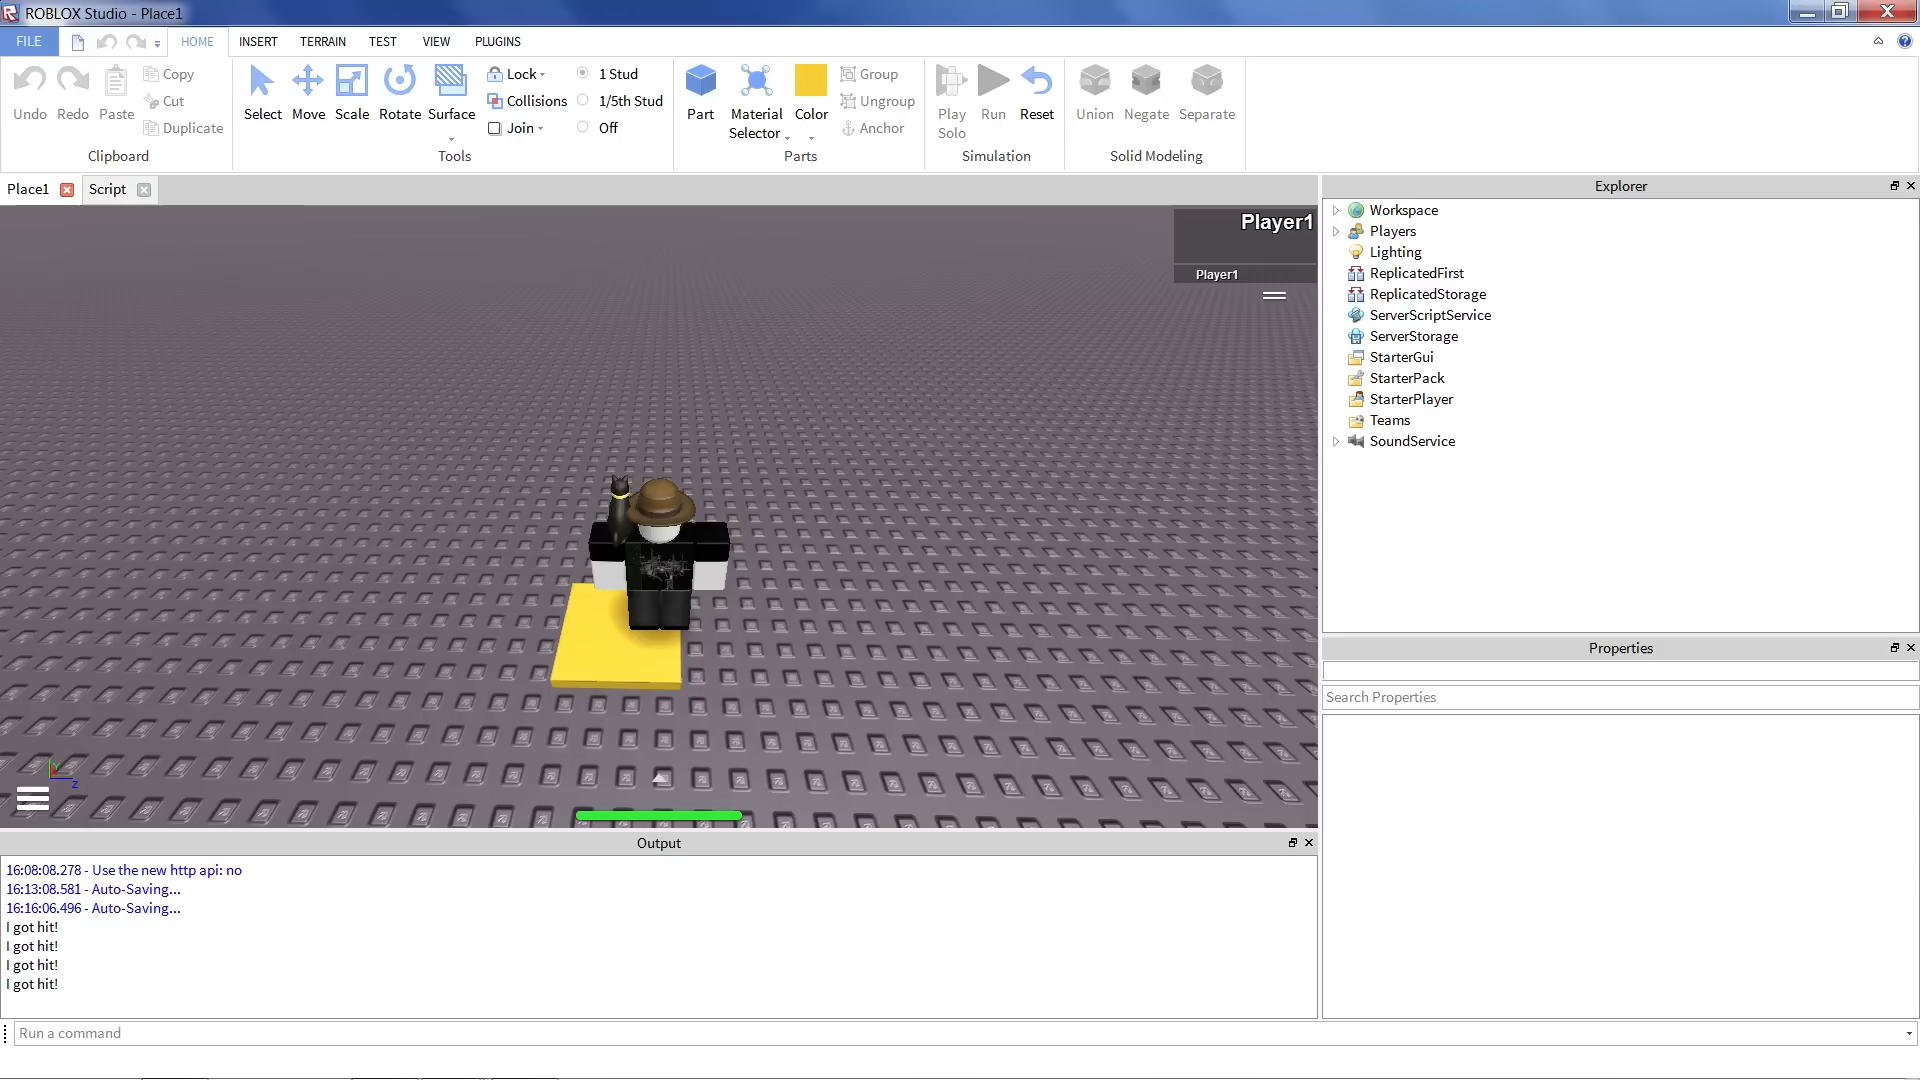 ROBLOX Studio - Place1
FILE HOME INSERT TERRAIN TEST VIEW PLUGINS
Undo Redo Paste Copy Cut Duplicate
Clipboard
Select Move Scale Rotate Surface Lock Collisions Join 1 Stud 1/5th Stud Off
Tools
Part Material Selector Color Group Ungroup Anchor
Parts
Play Solo Run Reset
Simulation
Union Negate Separate
Solid Modeling
Place1 Script
Player1
Player1
Y
Z
Explorer
Workspace
Players
Lighting
ReplicatedFirst
ReplicatedStorage
ServerScriptService
ServerStorage
StarterGui
StarterPack
StarterPlayer
Teams
SoundService
Properties
Search Properties
Output
16:08:08.278 - Use the new http api: no
16:13:08.581 - Auto-Saving...
16:16:06.496 - Auto-Saving...
I got hit!
I got hit!
I got hit!
I got hit!
Run a command